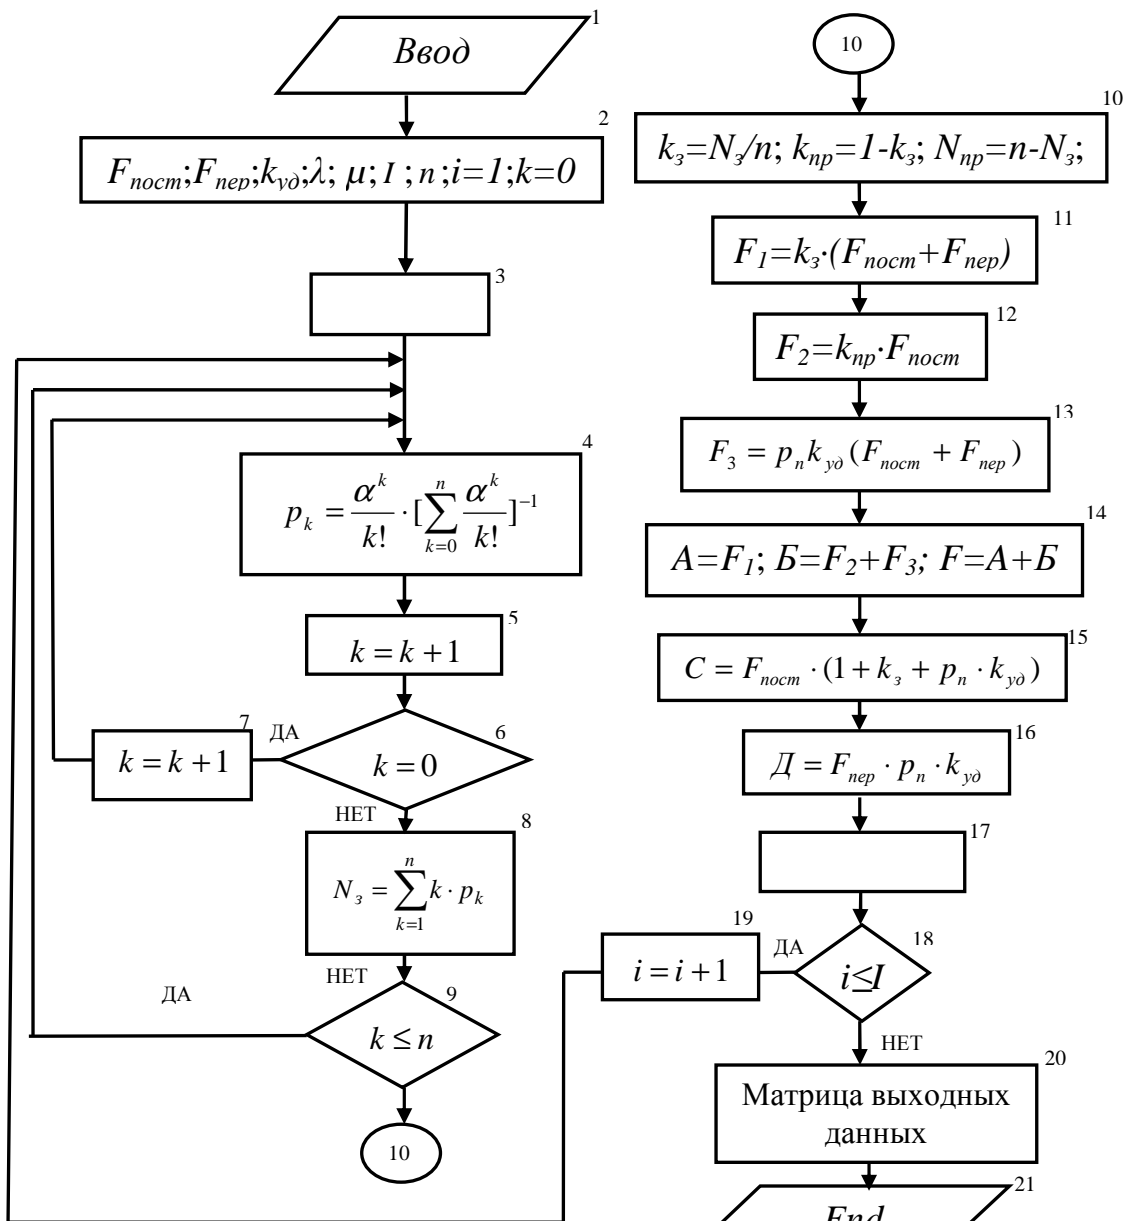 1
Ввод
2
F_пост;F_пер;k_уд;λ; μ; I ; n ;i=1;k=0
3
4
p_k = α^k/k! · [∑_{k=0}^{n} α^k/k!]^{-1}
5
k = k + 1
6
k = 0
ДА
7
k = k + 1
НЕТ
8
N_з = ∑_{k=1}^{n} k · p_k
НЕТ
9
k ≤ n
ДА
10
10
10
k_з=N_з/n; k_пр=1-k_з; N_пр=n-N_з;
11
F_1=k_з·(F_пост+F_пер)
12
F_2=k_пр·F_пост
13
F_3 = p_n k_уд (F_пост + F_пер)
14
А=F_1; Б=F_2+F_3; F=А+Б
15
C = F_пост · (1 + k_з + p_n · k_уд)
16
Д = F_пер · p_n · k_уд
17
18
i≤I
ДА
19
i = i + 1
НЕТ
20
Матрица выходных
данных
21
End